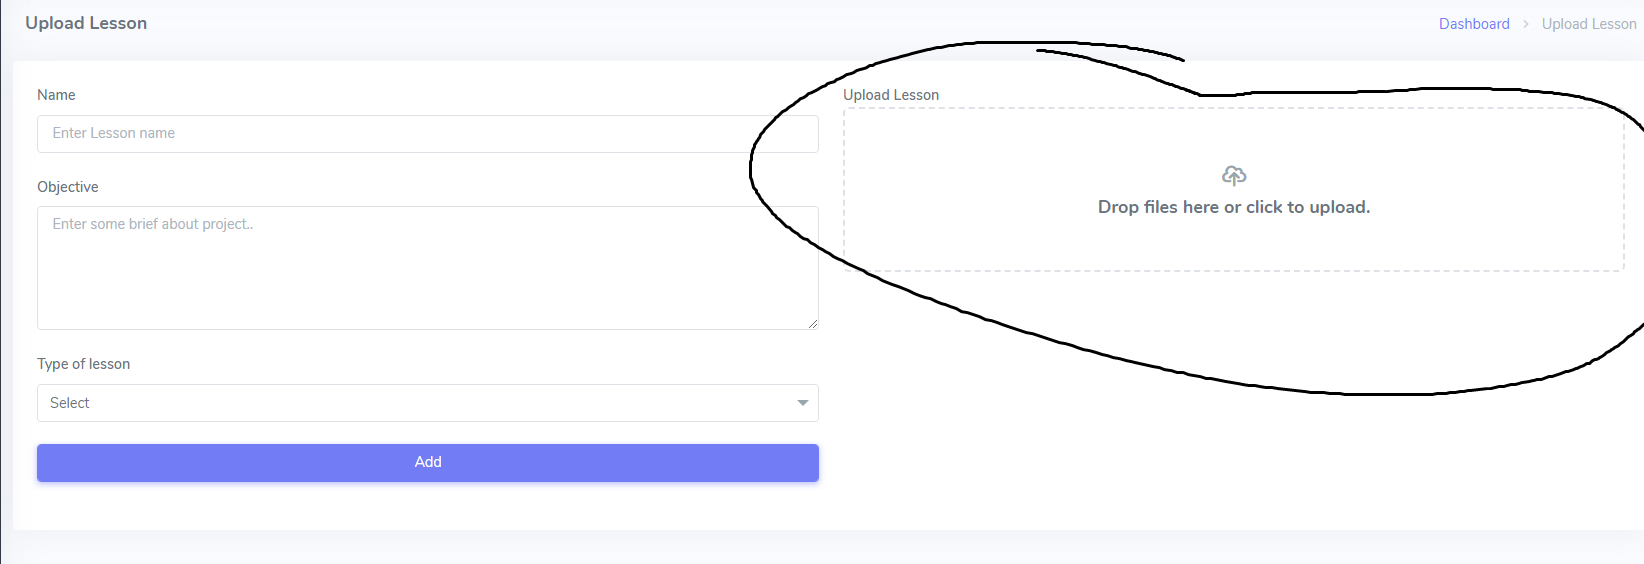 Upload Lesson
Dashboard > Upload Lesson
Name
Enter Lesson name
Objective
Enter some brief about project..
Type of lesson
Select
Add
Upload Lesson
Drop files here or click to upload.